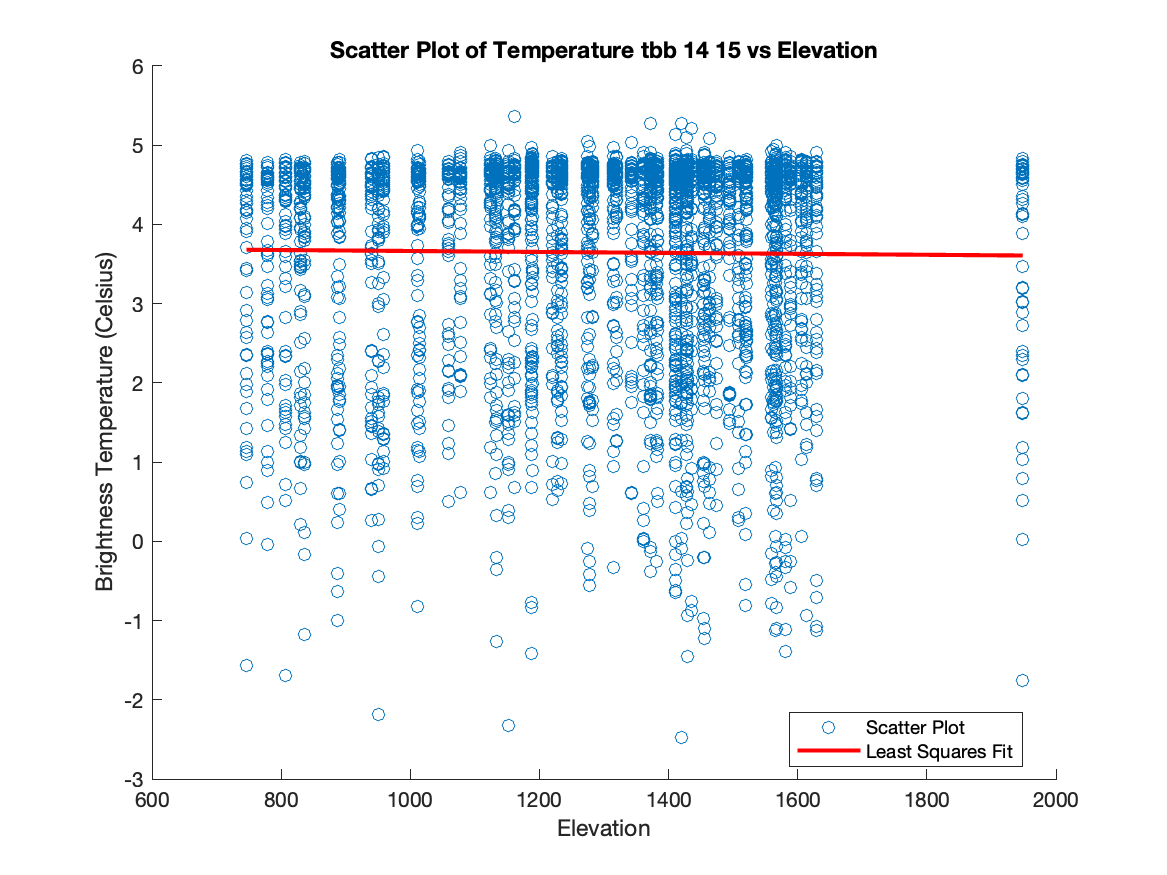 Scatter Plot of Temperature tbb 14 15 vs Elevation
6
5
4
3
2
1
0
-1
-2
-3
Brightness Temperature (Celsius)
Scatter Plot
Least Squares Fit
600 800 1000 1200 1400 1600 1800 2000
Elevation